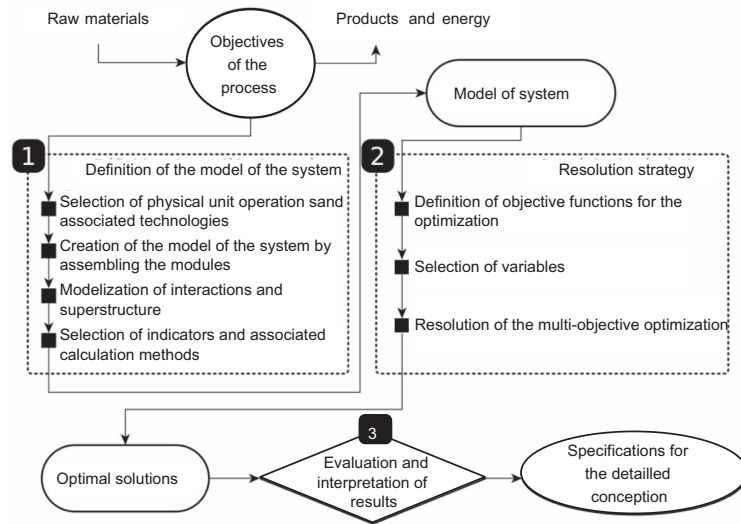 Raw materials
Products and energy
Objectives
of the
process
Model of system
1
Definition of the model of the system
Selection of physical unit operation sand
associated technologies
Creation of the model of the system by
assembling the modules
Modelization of interactions and
superstructure
Selection of indicators and associated
calculation methods
2
Resolution strategy
Definition of objective functions for the
optimization
Selection of variables
Resolution of the multi-objective optimization
Optimal solutions
3
Evaluation and
interpretation of
results
Specifications for
the detailled
conception